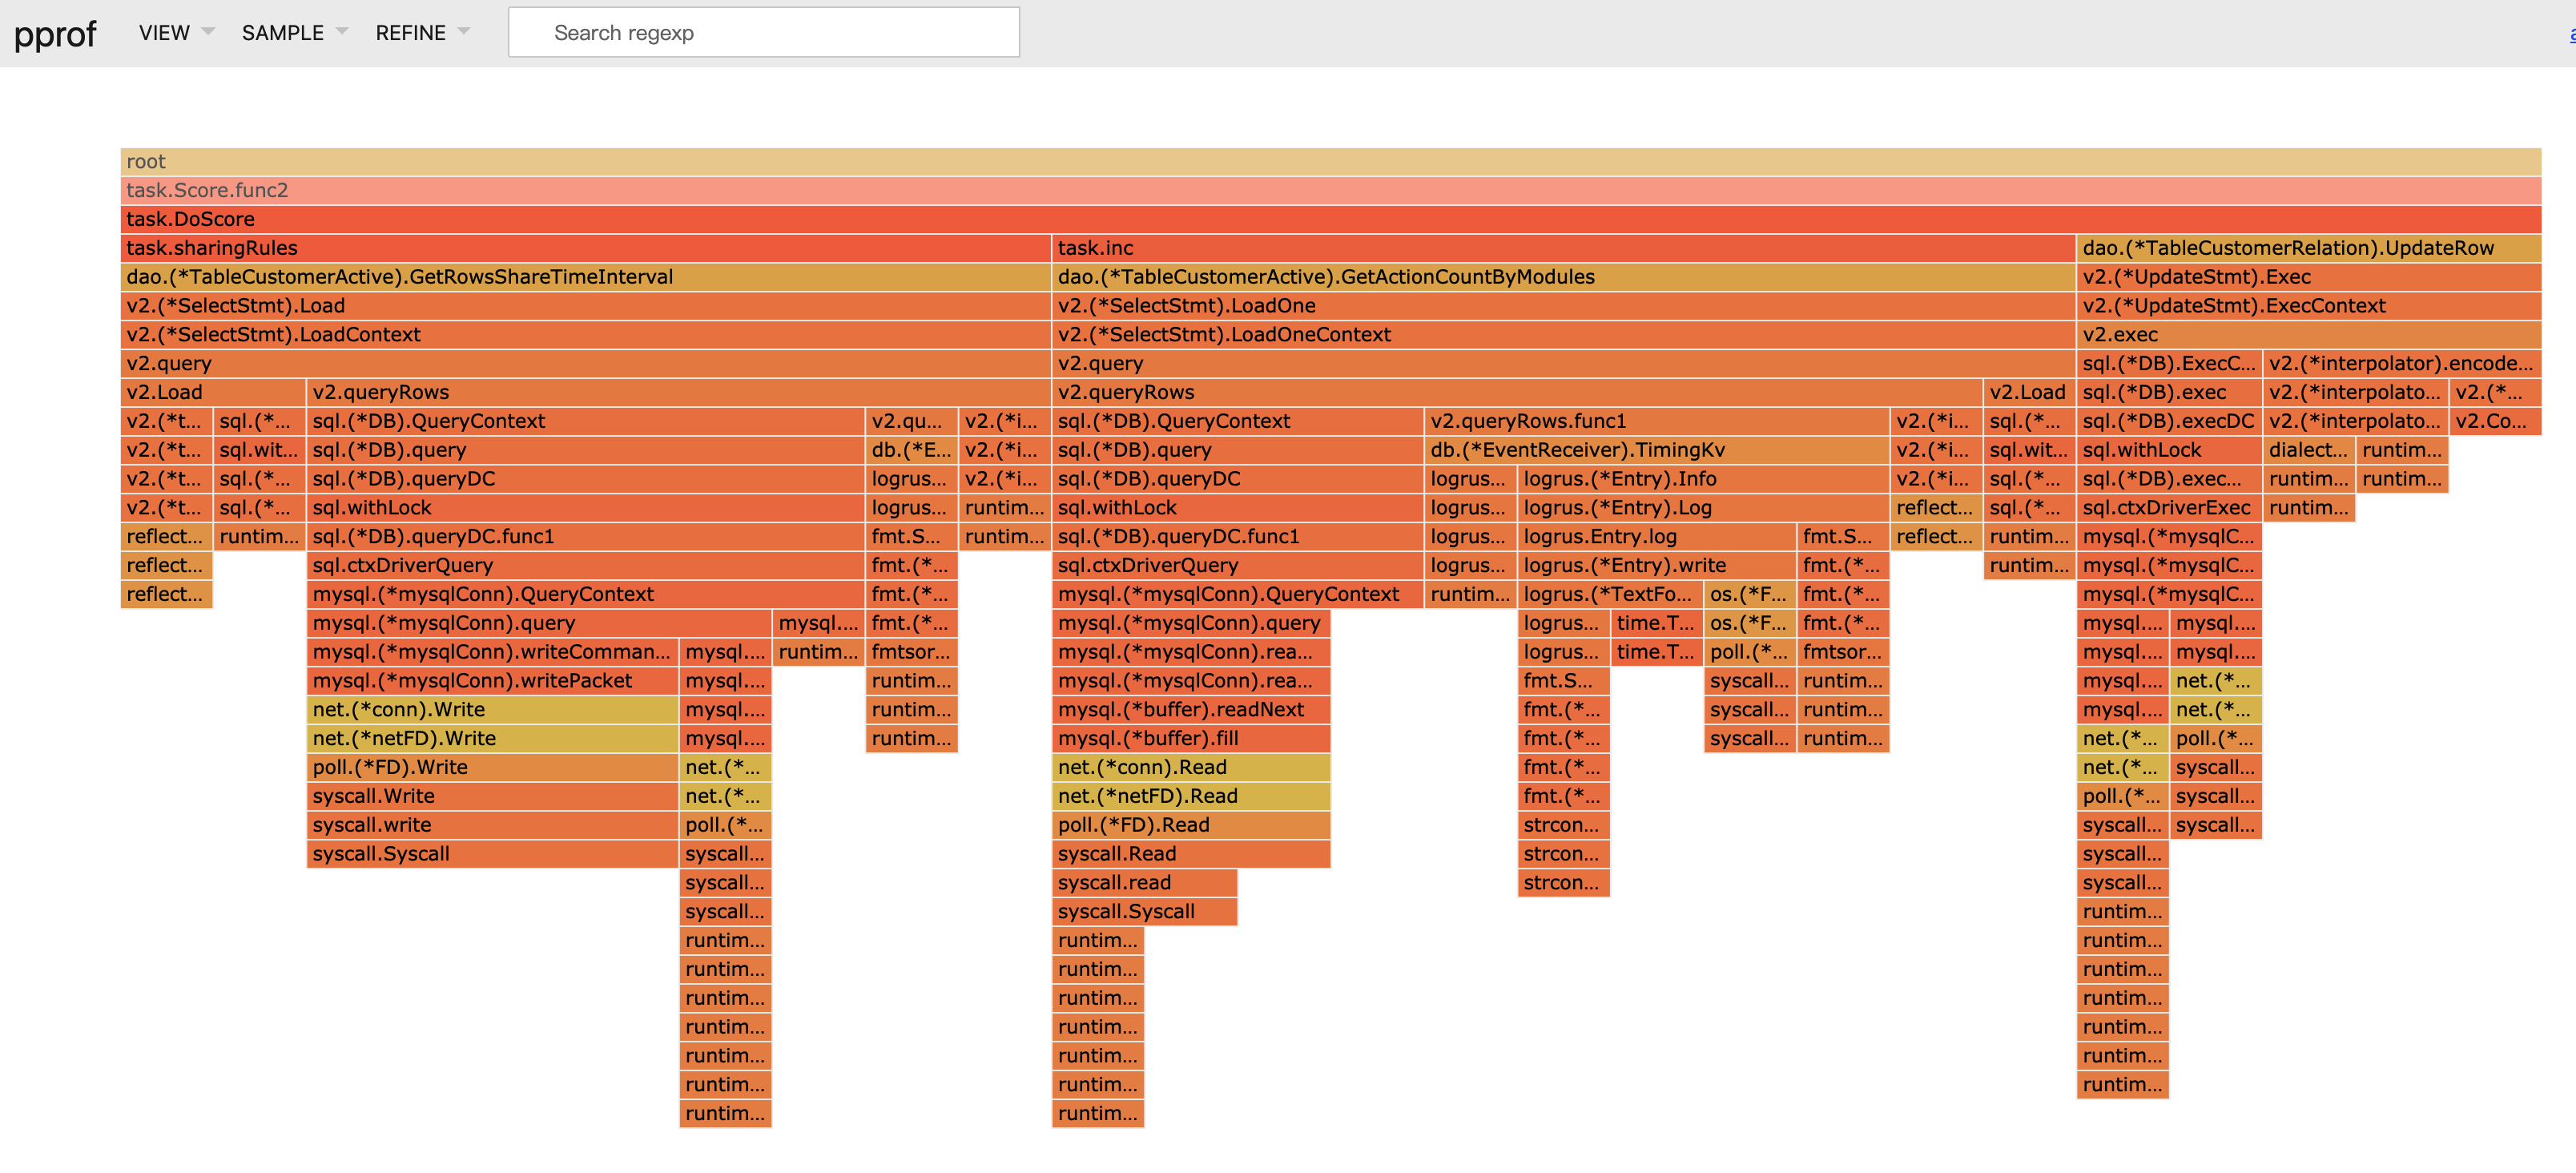 pprof VIEW SAMPLE REFINE Search regexp a
root
task.Score.func2
task.DoScore
task.sharingRules task.inc dao.(*TableCustomerRelation).UpdateRow
dao.(*TableCustomerActive).GetRowsShareTimeInterval dao.(*TableCustomerActive).GetActionCountByModules v2.(*UpdateStmt).Exec
v2.(*SelectStmt).Load v2.(*SelectStmt).LoadOne v2.(*UpdateStmt).ExecContext
v2.(*SelectStmt).LoadContext v2.(*SelectStmt).LoadOneContext v2.exec
v2.query v2.query sql.(*DB).ExecC... v2.(*interpolator).encode...
v2.Load v2.queryRows v2.queryRows v2.Load sql.(*DB).exec v2.(*interpolato... v2.(*...
v2.(*t... sql.(*... sql.(*DB).QueryContext v2.qu... v2.(*i... sql.(*DB).QueryContext v2.queryRows.func1 v2.(*i... sql.(*... sql.(*DB).execDC v2.(*interpolato... v2.Co...
v2.(*t... sql.wit... sql.(*DB).query db.(*E... v2.(*i... sql.(*DB).query db.(*EventReceiver).TimingKv v2.(*i... sql.wit... sql.withLock dialect... runtim...
v2.(*t... sql.(*... sql.(*DB).queryDC logrus... v2.(*i... sql.(*DB).queryDC logrus... logrus.(*Entry).Info v2.(*i... sql.(*... sql.(*DB).exec... runtim... runtim...
v2.(*t... sql.(*... sql.withLock logrus... runtim... sql.withLock logrus... logrus.(*Entry).Log reflect... sql.(*... sql.ctxDriverExec runtim...
reflect... runtim... sql.(*DB).queryDC.func1 fmt.S... runtim... sql.(*DB).queryDC.func1 logrus... logrus.Entry.log fmt.S... reflect... runtim... mysql.(*mysqlC...
reflect... sql.ctxDriverQuery fmt.(*... sql.ctxDriverQuery logrus... logrus.(*Entry).write fmt.(*... runtim... mysql.(*mysqlC...
reflect... mysql.(*mysqlConn).QueryContext fmt.(*... mysql.(*mysqlConn).QueryContext runtim... logrus.(*TextFo... os.(*F... fmt.(*... mysql.(*mysqlC...
mysql.(*mysqlConn).query mysql.... fmt.(*... mysql.(*mysqlConn).query logrus... time.T... os.(*F... fmt.(*... mysql.... mysql....
mysql.(*mysqlConn).writeComman... mysql.... runtim... fmtsor... mysql.(*mysqlConn).rea... logrus... time.T... poll.(*... fmtsor... mysql.... mysql....
mysql.(*mysqlConn).writePacket mysql.... runtim... mysql.(*mysqlConn).rea... fmt.S... syscall... runtim... mysql.... net.(*...
net.(*conn).Write mysql.... runtim... mysql.(*buffer).readNext fmt.(*... syscall... runtim... mysql.... net.(*...
net.(*netFD).Write mysql.... runtim... mysql.(*buffer).fill fmt.(*... syscall... runtim... net.(*... poll.(*...
poll.(*FD).Write net.(*... net.(*conn).Read fmt.(*... net.(*... syscall...
syscall.Write net.(*... net.(*netFD).Read fmt.(*... poll.(*... syscall...
syscall.write poll.(*... poll.(*FD).Read strcon... syscall... syscall...
syscall.Syscall syscall... syscall.Read strcon... syscall...
syscall... syscall.read strcon... syscall...
syscall... syscall.Syscall runtim...
runtim... runtim... runtim...
runtim... runtim... runtim...
runtim... runtim... runtim...
runtim... runtim... runtim...
runtim... runtim... runtim...
runtim... runtim... runtim...
runtim... runtim...